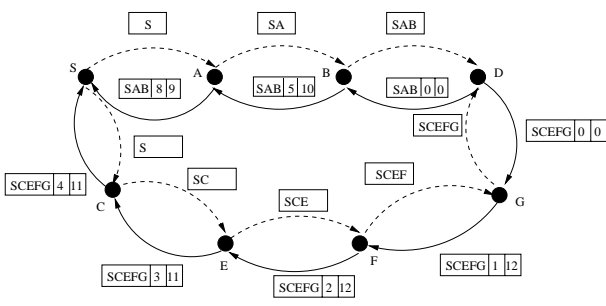 S
SA
SAB
S
A
B
D
SAB 8 9
SAB 5 10
SAB 0 0
SCEFG
SCEFG 0 0
S
SC
SCEF
SCEFG 4 11
SCE
C
G
E
F
SCEFG 3 11
SCEFG 2 12
SCEFG 1 12